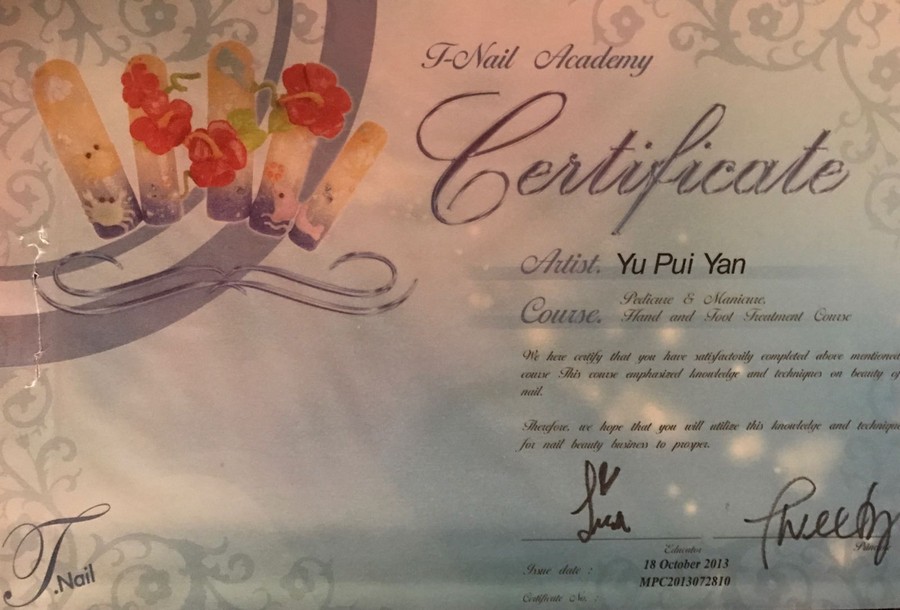 T-Nail Academy
Certificate
Artist. Yu Pui Yan
Course. Pedicure & Manicure,
Hand and Foot Treatment Course
We here certify that you have satisfactorily completed above mentioned
course This course emphasized knowledge and techniques on beauty of
nail.
Therefore, we hope that you will utilize this knowledge and technique
for nail beauty business to prosper.
Educator
Issue date : 18 October 2013
Certificate No. : MPC2013072810
T.Nail